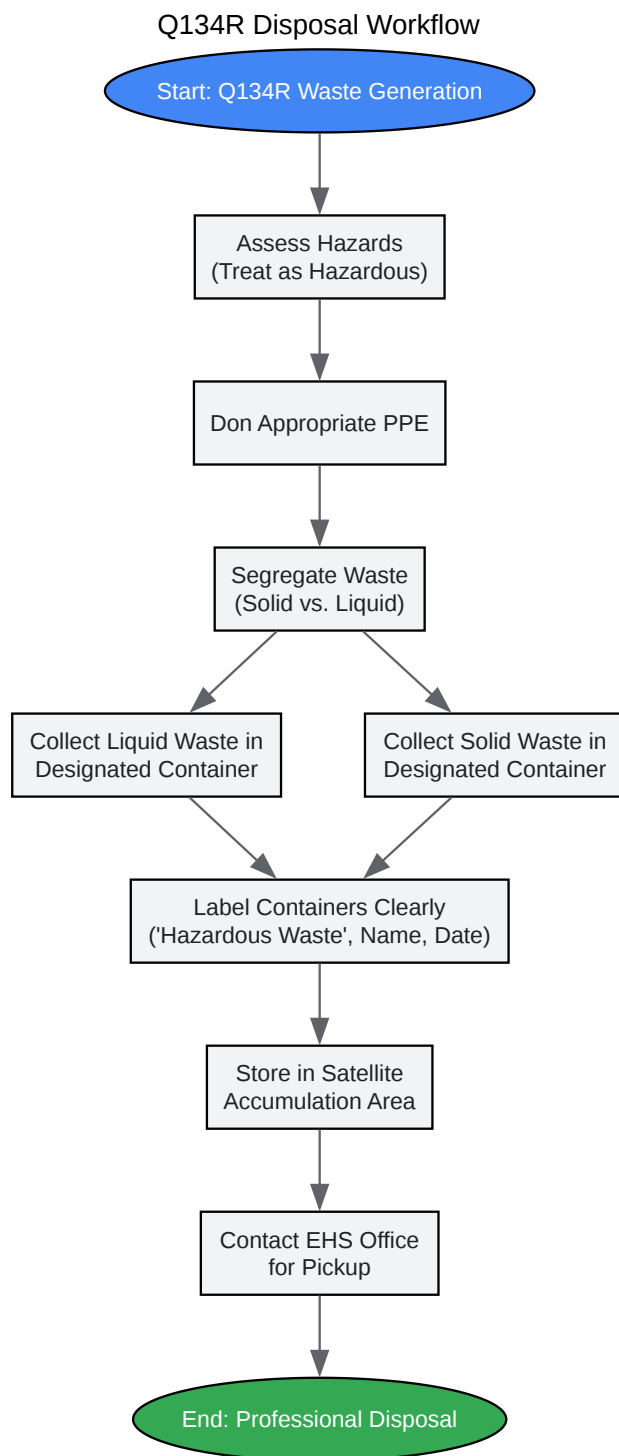 Q134R Disposal Workflow
Start: Q134R Waste Generation
Assess Hazards
(Treat as Hazardous)
Don Appropriate PPE
Segregate Waste
(Solid vs. Liquid)
Collect Liquid Waste in
Designated Container
Collect Solid Waste in
Designated Container
Label Containers Clearly
('Hazardous Waste', Name, Date)
Store in Satellite
Accumulation Area
Contact EHS Office
for Pickup
End: Professional Disposal